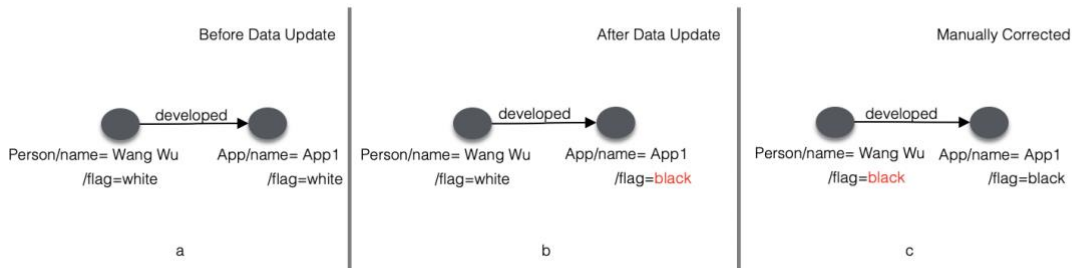 Before Data Update
developed
Person/name= Wang Wu
App/name= App1
/flag=white
/flag=white
a
After Data Update
developed
Person/name= Wang Wu
App/name= App1
/flag=white
/flag=black
b
Manually Corrected
developed
Person/name= Wang Wu
App/name= App1
/flag=black
/flag=black
c